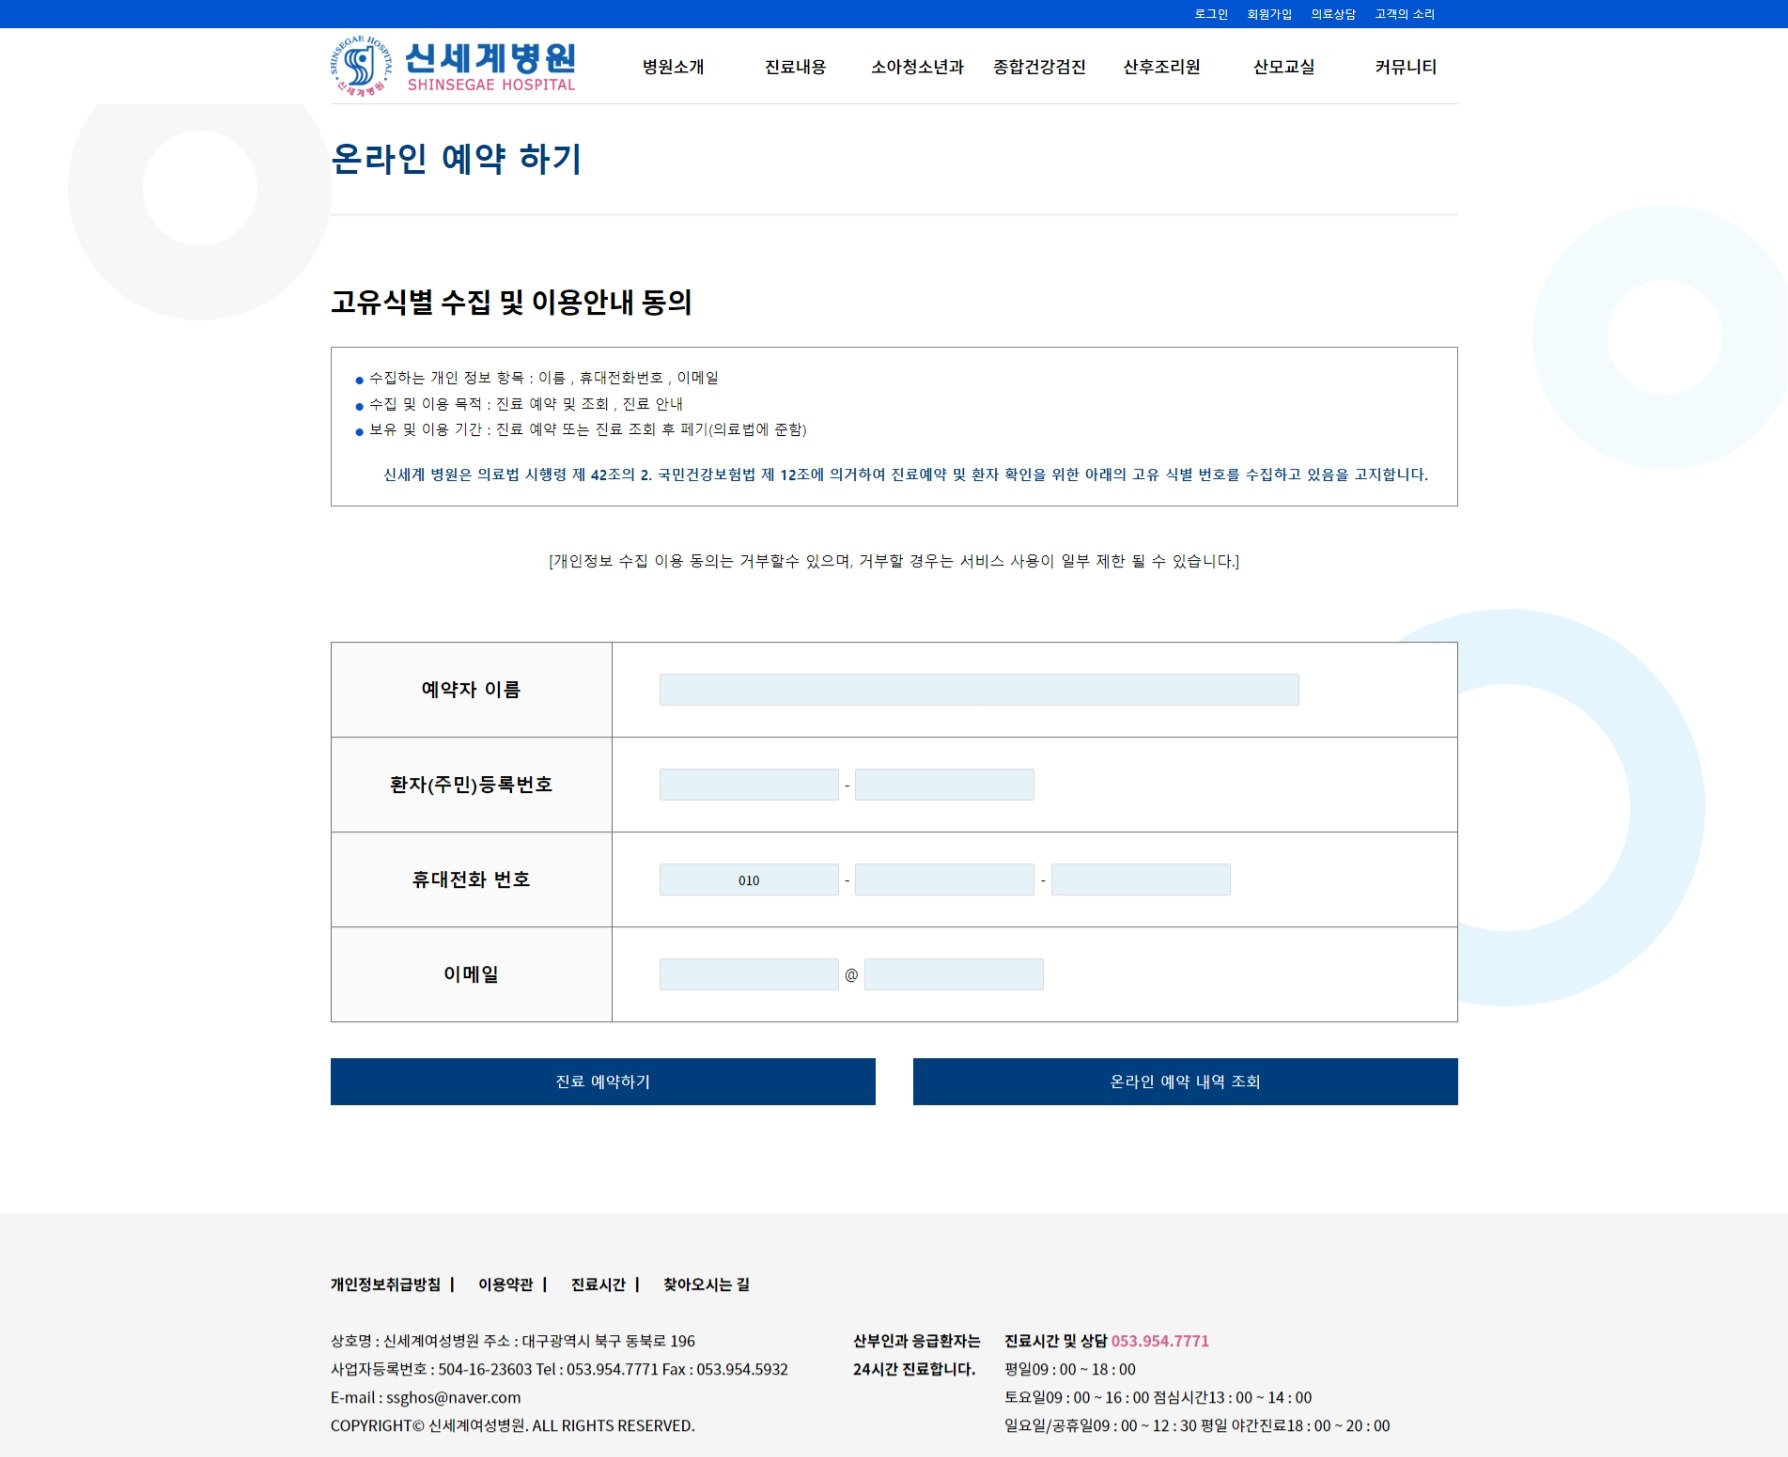 로그인 회원가입 의료상담 고객의 소리
SHINSEGAE HOSPITAL
신세계병원
신세계병원
SHINSEGAE HOSPITAL
병원소개 진료내용 소아청소년과 종합건강검진 산후조리원 산모교실 커뮤니티
온라인 예약 하기
고유식별 수집 및 이용안내 동의
● 수집하는 개인 정보 항목 : 이름 , 휴대전화번호 , 이메일
● 수집 및 이용 목적 : 진료 예약 및 조회 , 진료 안내
● 보유 및 이용 기간 : 진료 예약 또는 진료 조회 후 페기(의료법에 준함)
신세계 병원은 의료법 시행령 제 42조의 2. 국민건강보험법 제 12조에 의거하여 진료예약 및 환자 확인을 위한 아래의 고유 식별 번호를 수집하고 있음을 고지합니다.
[개인정보 수집 이용 동의는 거부할수 있으며, 거부할 경우는 서비스 사용이 일부 제한 될 수 있습니다.]
예약자 이름
환자(주민)등록번호 -
휴대전화 번호 010 - -
이메일 @
진료 예약하기 온라인 예약 내역 조회
개인정보취급방침 | 이용약관 | 진료시간 | 찾아오시는 길
상호명 : 신세계여성병원 주소 : 대구광역시 북구 동북로 196
사업자등록번호 : 504-16-23603 Tel : 053.954.7771 Fax : 053.954.5932
E-mail : ssghos@naver.com
COPYRIGHT© 신세계여성병원. ALL RIGHTS RESERVED.
산부인과 응급환자는
24시간 진료합니다.
진료시간 및 상담 053.954.7771
평일09 : 00 ~ 18 : 00
토요일09 : 00 ~ 16 : 00 점심시간13 : 00 ~ 14 : 00
일요일/공휴일09 : 00 ~ 12 : 30 평일 야간진료18 : 00 ~ 20 : 00